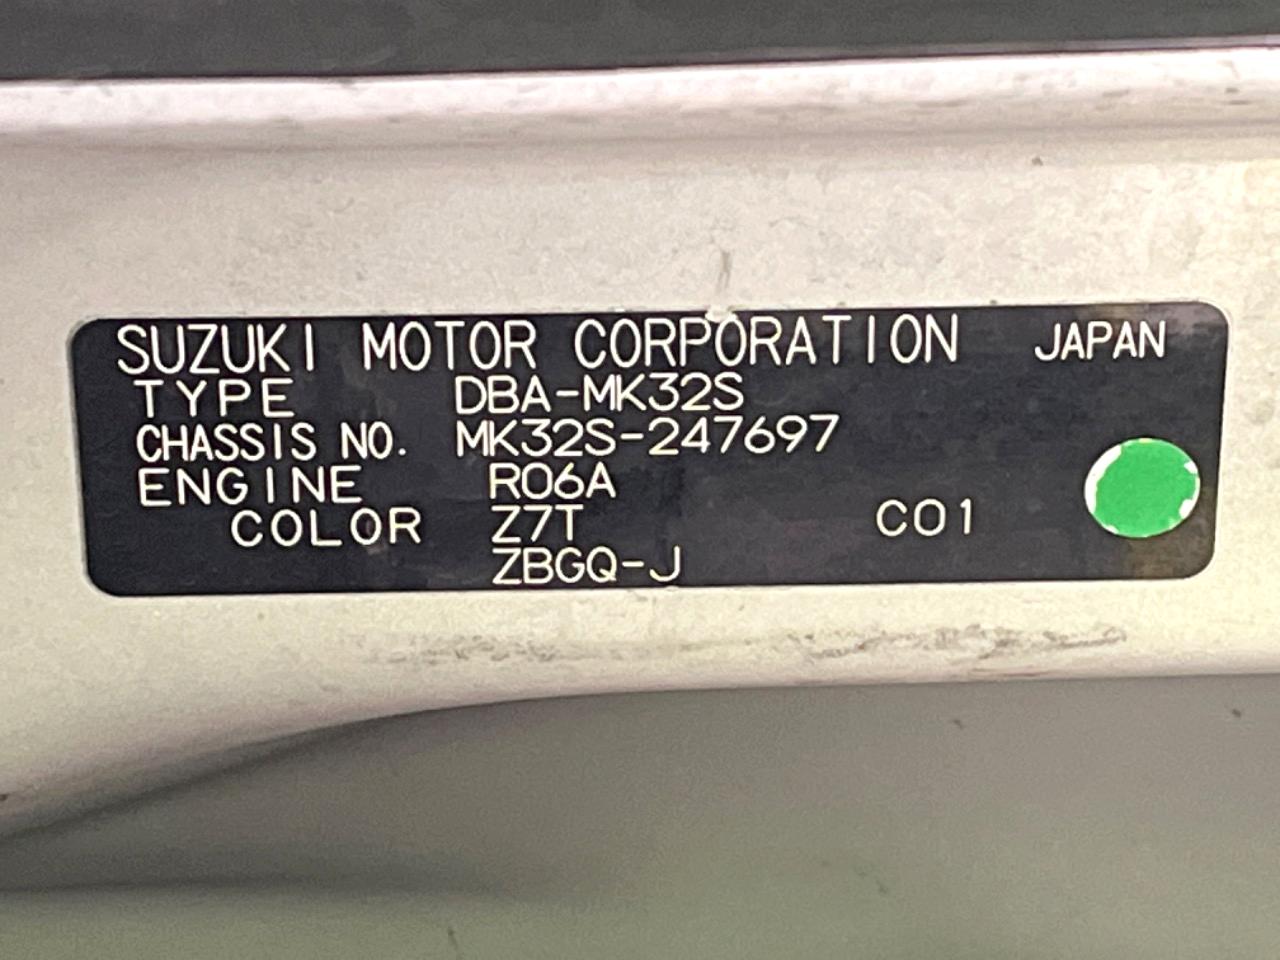 SUZUKI MOTOR CORPORATION JAPAN
TYPE DBA-MK32S
CHASSIS NO. MK32S-247697
ENGINE R06A
COLOR Z7T C01
ZBGQ-J